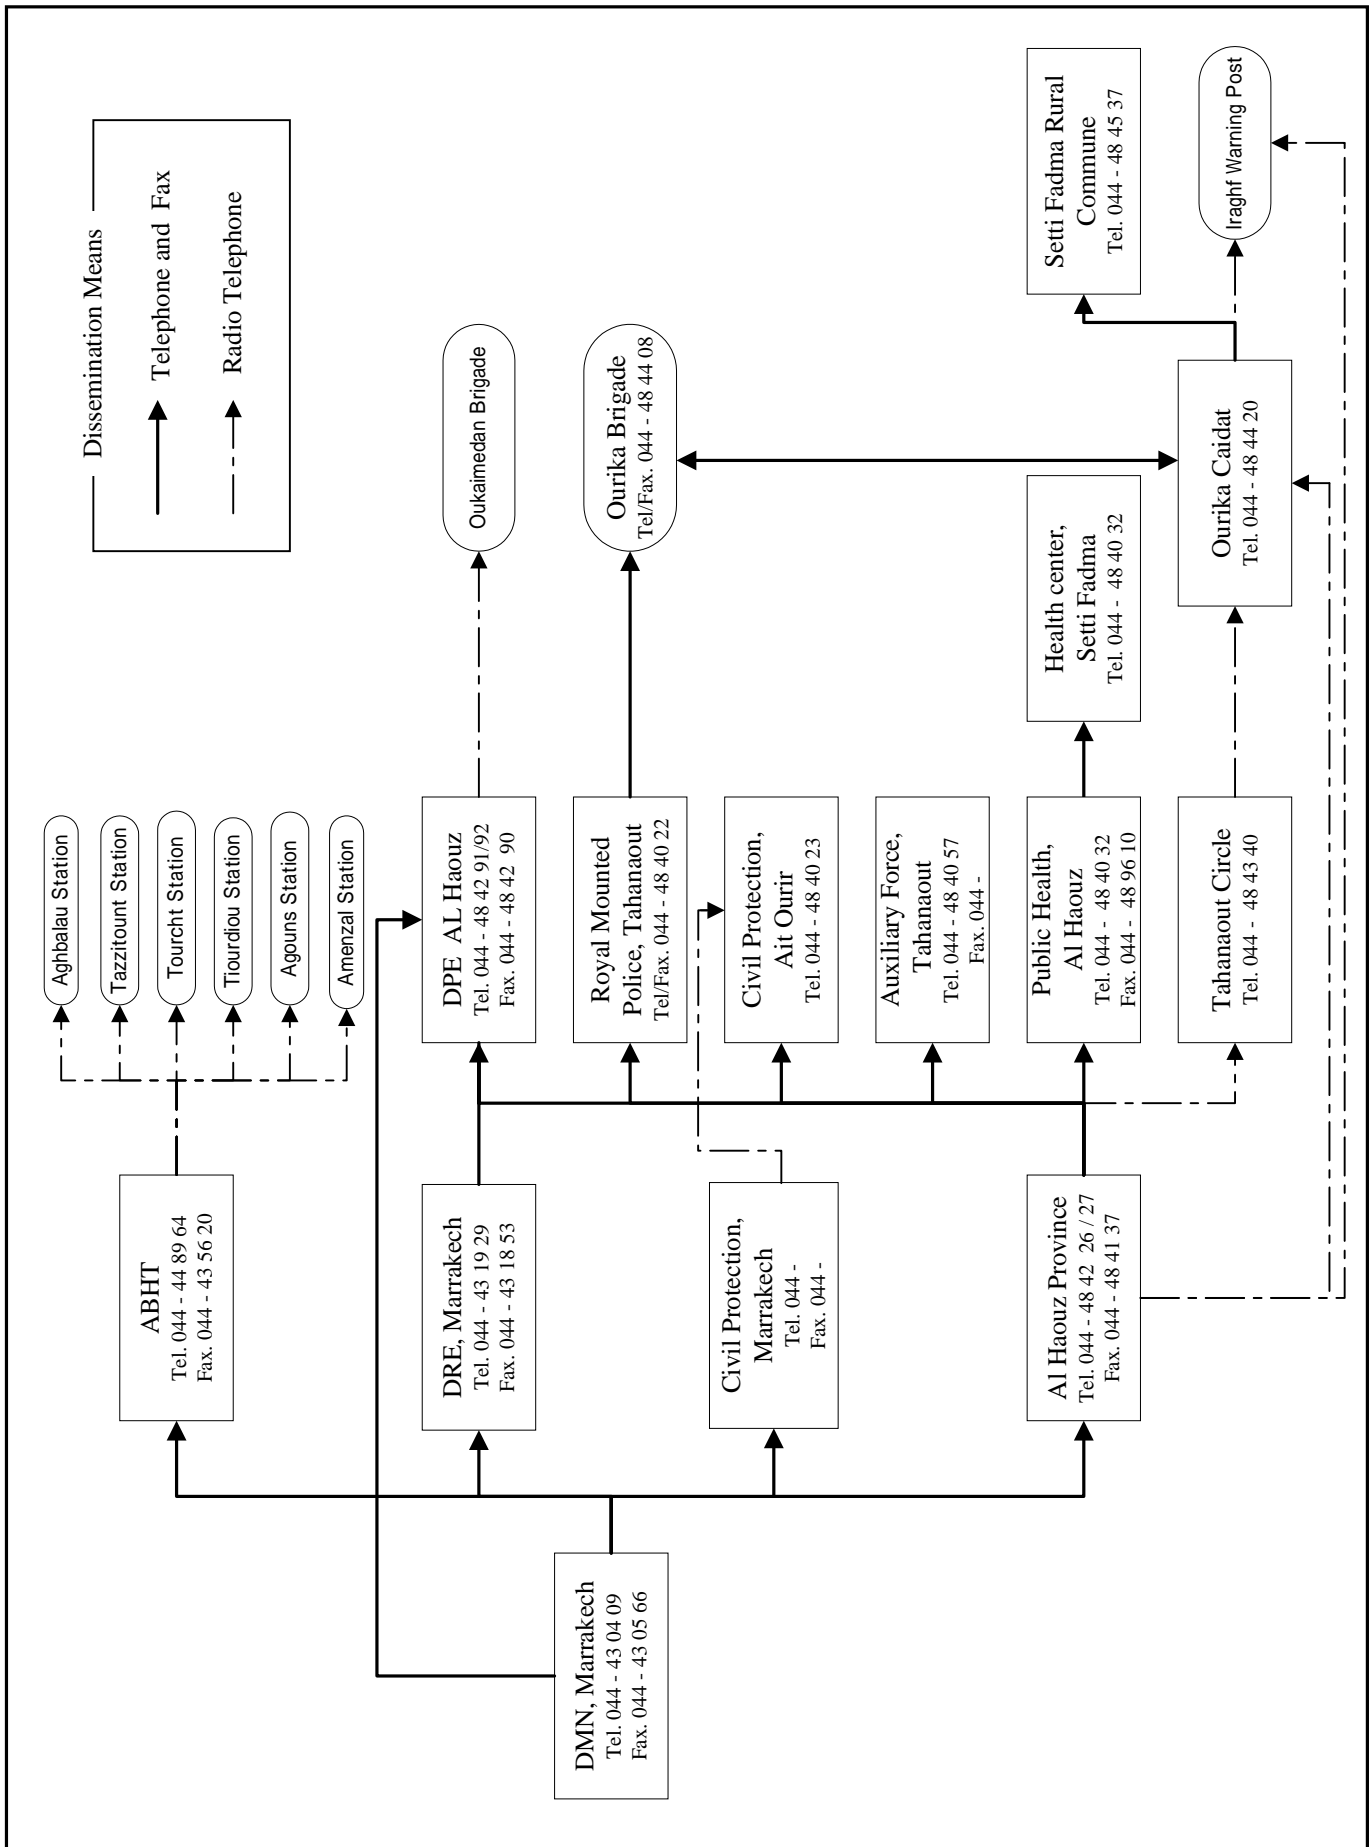 Dissemination Means
Telephone and Fax
Radio Telephone
DMN, Marrakech
Tel. 044 - 43 04 09
Fax. 044 - 43 05 66
ABHT
Tel. 044 - 44 89 64
Fax. 044 - 43 56 20
DRE, Marrakech
Tel. 044 - 43 19 29
Fax. 044 - 43 18 53
Civil Protection,
Marrakech
Tel. 044 -
Fax. 044 -
Al Haouz Province
Tel. 044 - 48 42 26 / 27
Fax. 044 - 48 41 37
Aghbalau Station
Tazzitount Station
Tourcht Station
Tiourdiou Station
Agouns Station
Amenzal Station
DPE AL Haouz
Tel. 044 - 48 42 91/92
Fax. 044 - 48 42 90
Royal Mounted
Police, Tahanaout
Tel/Fax. 044 - 48 40 22
Civil Protection,
Ait Ourir
Tel. 044 - 48 40 23
Auxiliary Force,
Tahanaout
Tel. 044 - 48 40 57
Fax. 044 -
Public Health,
Al Haouz
Tel. 044 - 48 40 32
Fax. 044 - 48 96 10
Tahanaout Circle
Tel. 044 - 48 43 40
Oukaimedan Brigade
Ourika Brigade
Tel/Fax. 044 - 48 44 08
Health center,
Setti Fadma
Tel. 044 - 48 40 32
Ourika Caidat
Tel. 044 - 48 44 20
Setti Fadma Rural
Commune
Tel. 044 - 48 45 37
Iraghf Warning Post